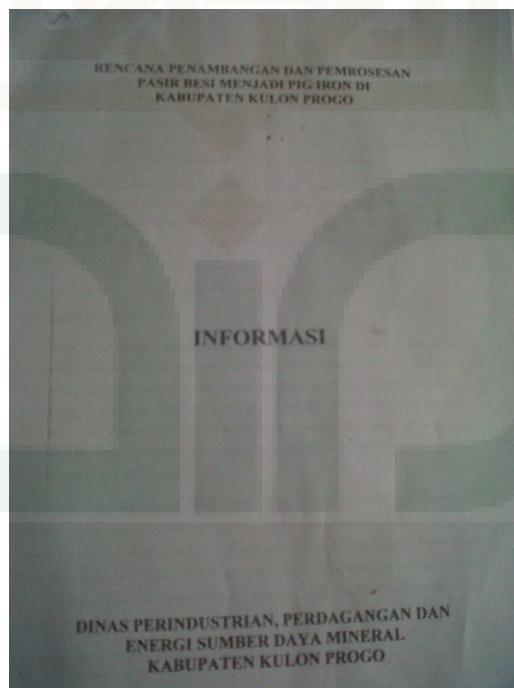 RENCANA PENAMBANGAN DAN PEMROSESAN
PASIR BESI MENJADI PIG IRON DI
KABUPATEN KULON PROGO
INFORMASI
DINAS PERINDUSTRIAN, PERDAGANGAN DAN
ENERGI SUMBER DAYA MINERAL
KABUPATEN KULON PROGO